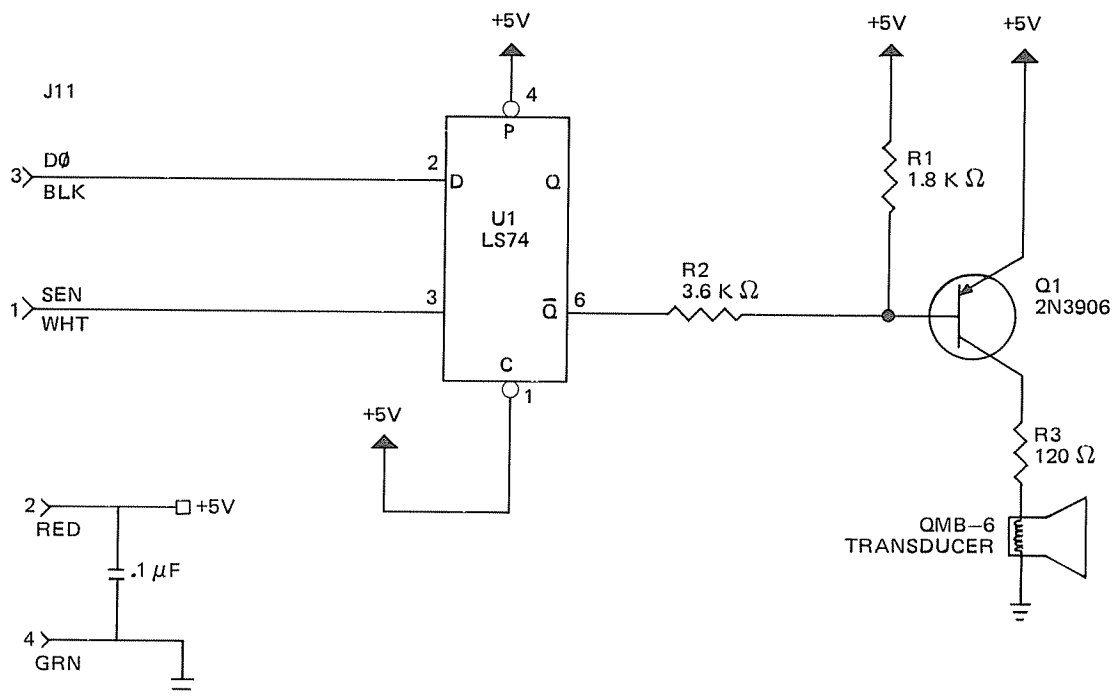 +5V
+5V
+5V
J11
4
P
3
DØ
BLK
2
D
Q
R1
1.8 K Ω
U1
LS74
R2
3.6 K Ω
1
SEN
WHT
3
Q̅
6
Q1
2N3906
C
1
+5V
R3
120 Ω
2
RED
+5V
QMB-6
TRANSDUCER
.1 µF
4
GRN